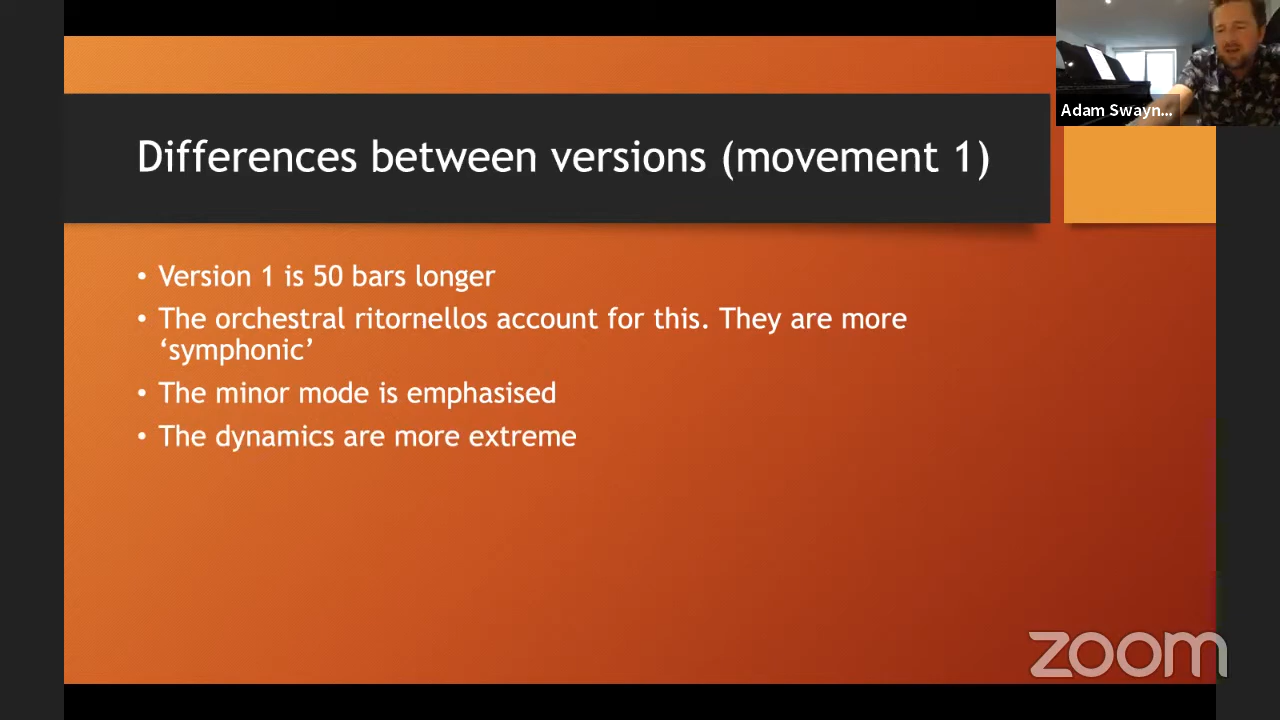 Adam Swayn...
Differences between versions (movement 1)
• Version 1 is 50 bars longer
• The orchestral ritornellos account for this. They are more
‘symphonic’
• The minor mode is emphasised
• The dynamics are more extreme
zoom